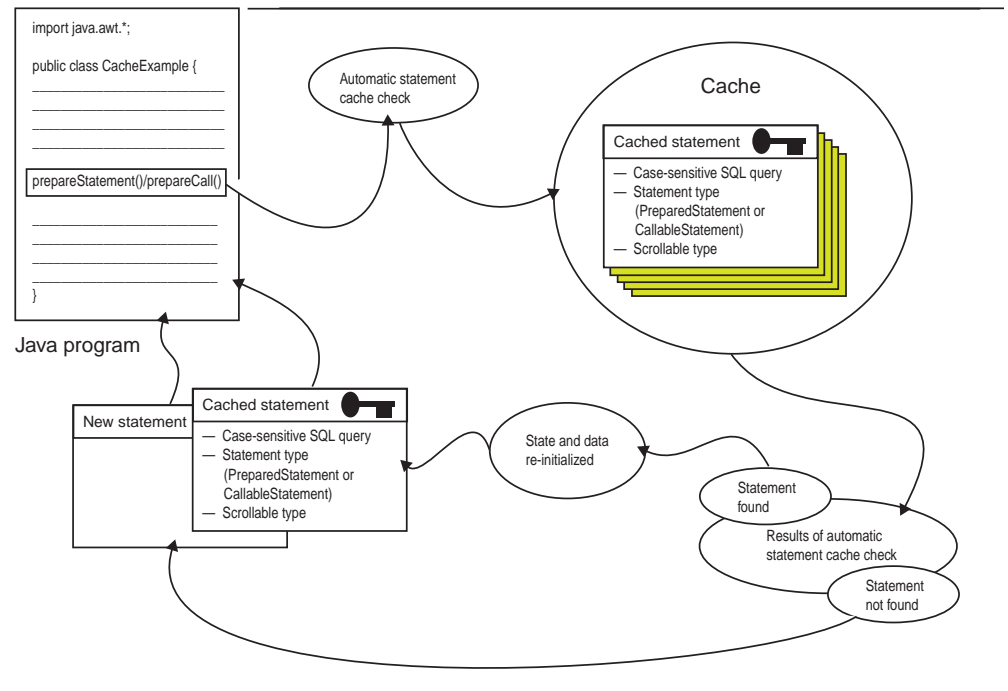 import java.awt.*;
public class CacheExample {
prepareStatement()/prepareCall()
}
Java program
Automatic statement
cache check
Cache
Cached statement
— Case-sensitive SQL query
— Statement type
(PreparedStatement or
CallableStatement)
— Scrollable type
New statement
Cached statement
— Case-sensitive SQL query
— Statement type
(PreparedStatement or
CallableStatement)
— Scrollable type
State and data
re-initialized
Statement
found
Results of automatic
statement cache check
Statement
not found